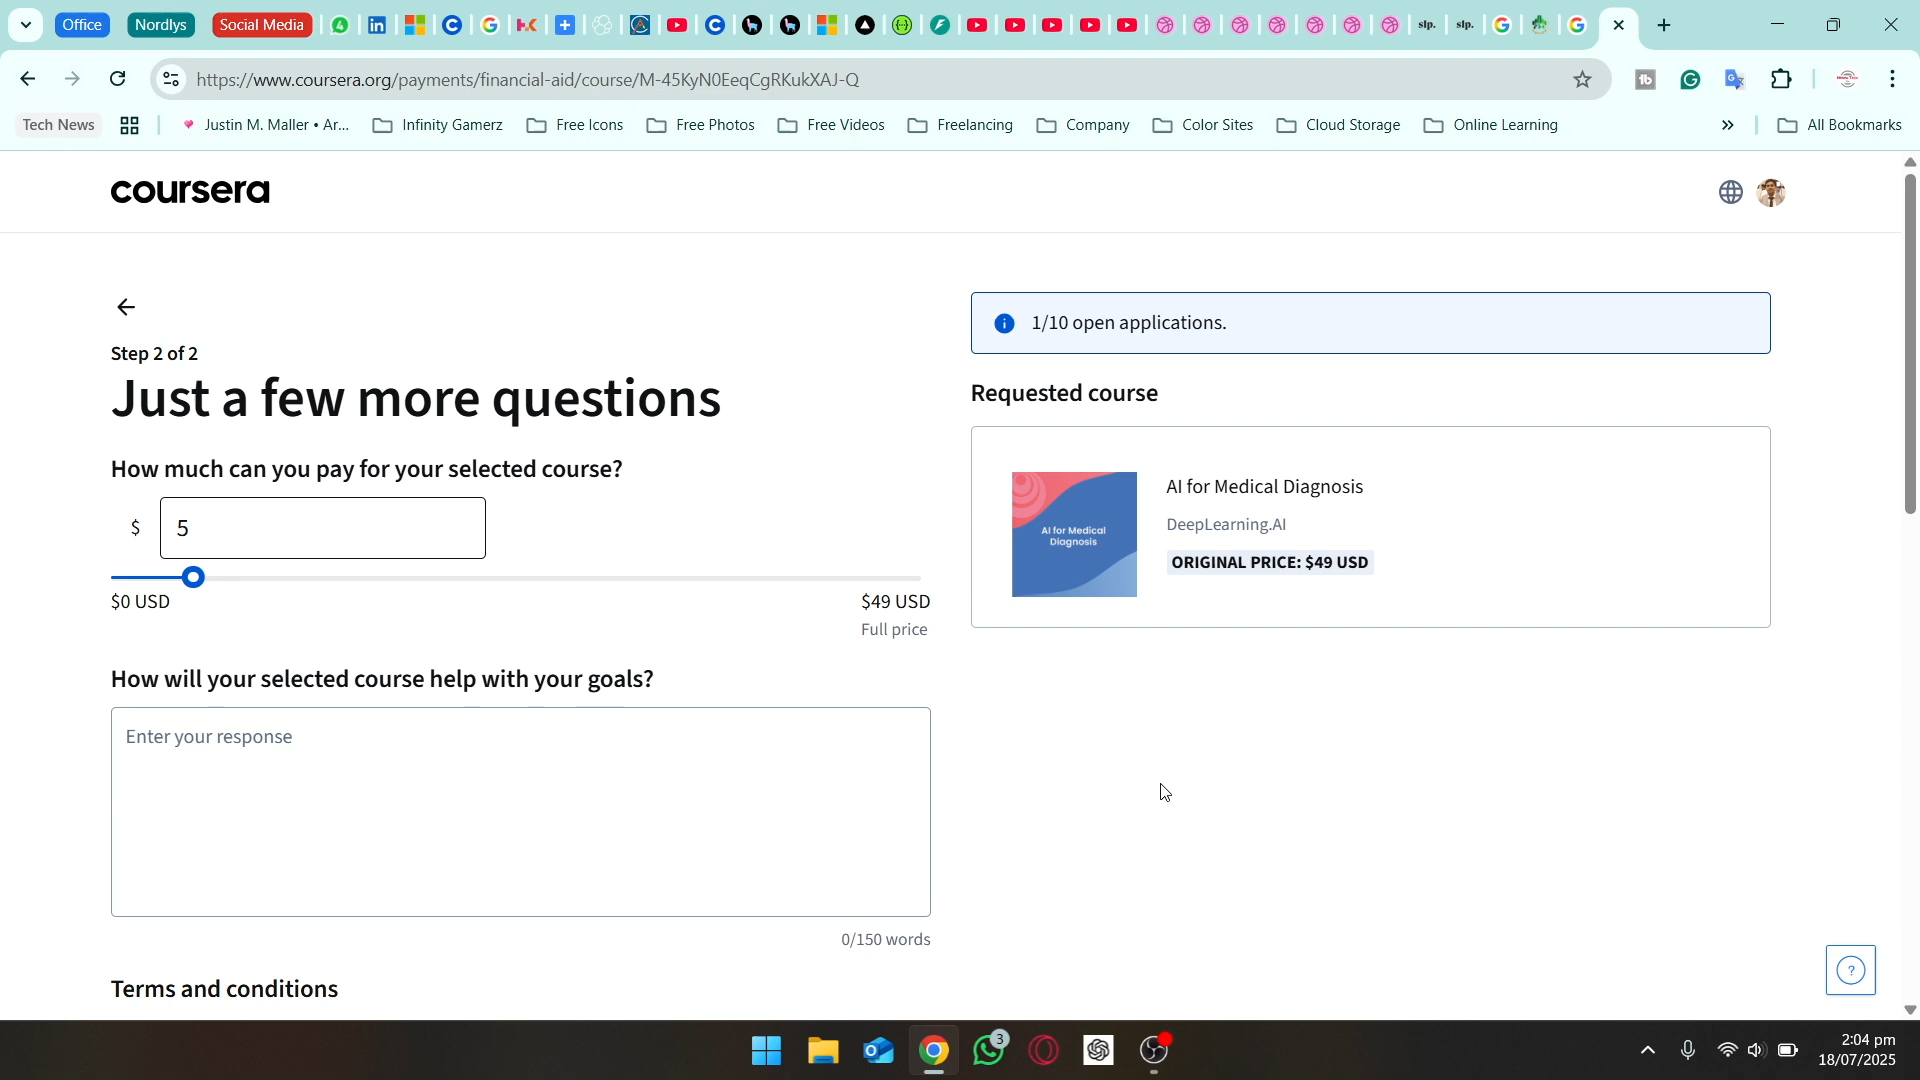 Office
Nordlys
Social Media
slp.
slp.
https://www.coursera.org/payments/financial-aid/course/M-45KyN0EeqCgRKukXAJ-Q
Tech News
Justin M. Maller • Ar...
Infinity Gamerz
Free Icons
Free Photos
Free Videos
Freelancing
Company
Color Sites
Cloud Storage
Online Learning
»
All Bookmarks
coursera
1/10 open applications.
Step 2 of 2
Just a few more questions
Requested course
How much can you pay for your selected course?
$ 5
$0 USD
$49 USD
Full price
AI for Medical Diagnosis
AI for Medical Diagnosis
DeepLearning.AI
ORIGINAL PRICE: $49 USD
How will your selected course help with your goals?
Enter your response
0/150 words
Terms and conditions
?
3
2:04 pm
18/07/2025